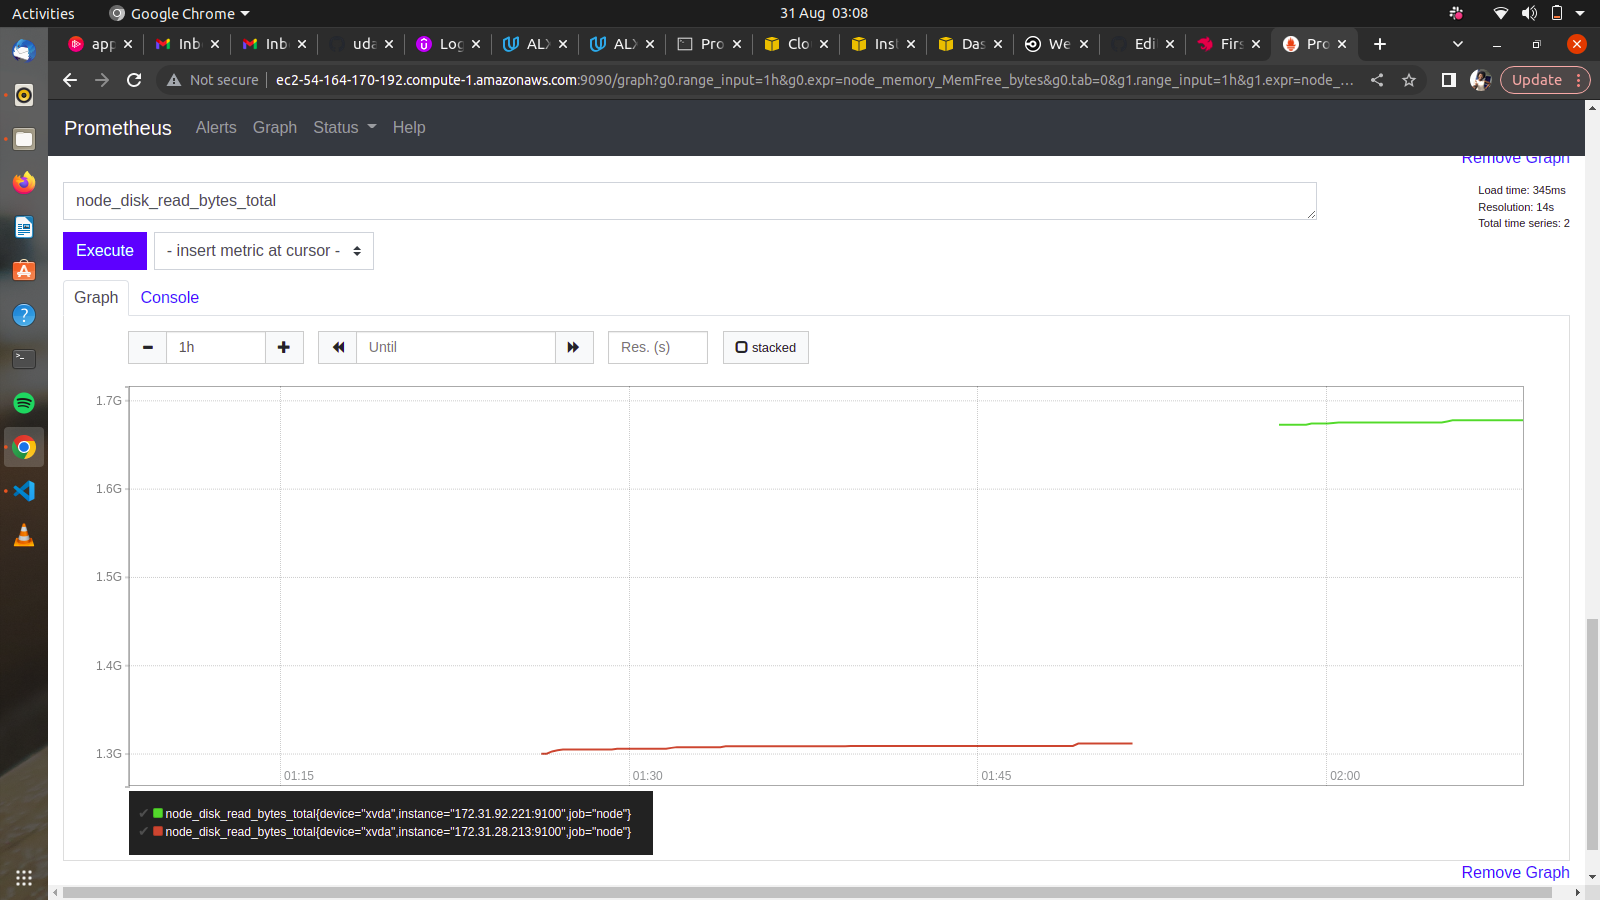 Activities
Google Chrome
31 Aug 03:08
app
Inb
Inb
uda
Log
ALX
ALX
Pro
Clo
Inst
Das
We
Edi
Firs
Pro
Not secure
ec2-54-164-170-192.compute-1.amazonaws.com:9090/graph?g0.range_input=1h&g0.expr=node_memory_MemFree_bytes&g0.tab=0&g1.range_input=1h&g1.expr=node_...
Update
Prometheus
Alerts
Graph
Status
Help
Remove Graph
node_disk_read_bytes_total
Load time: 345ms
Resolution: 14s
Total time series: 2
Execute
- insert metric at cursor -
Graph
Console
1h
Until
Res. (s)
stacked
1.7G
1.6G
1.5G
1.4G
1.3G
01:15
01:30
01:45
02:00
node_disk_read_bytes_total{device="xvda",instance="172.31.92.221:9100",job="node"}
node_disk_read_bytes_total{device="xvda",instance="172.31.28.213:9100",job="node"}
Remove Graph